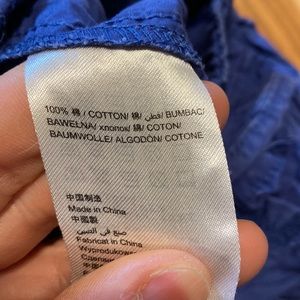 100% 棉/ COTTON/ 棉/ قطن/ BUMBAC/
BAWEŁNA/ хлопок/ 綿/ COTON/
BAUMWOLLE/ ALGODÓN/ COTONE
中国制造
Made in China
中國製
صنع في الصين
Fabricat in China
Wyprodukowano